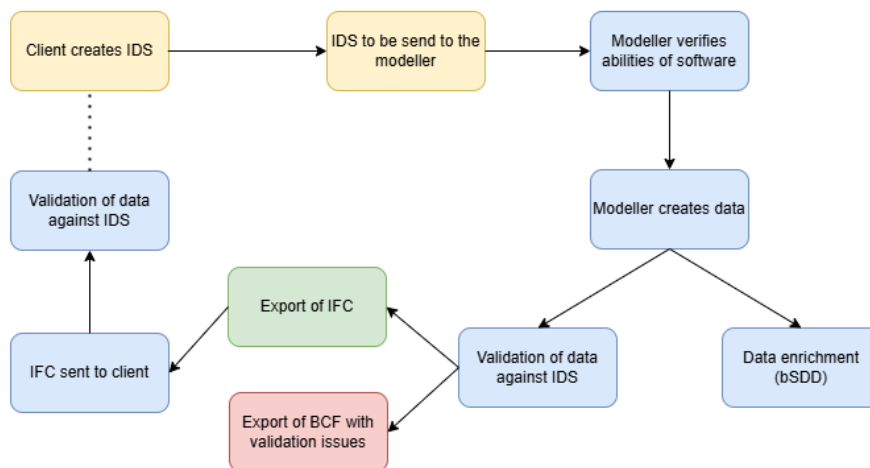 Client creates IDS
IDS to be send to the
modeller
Modeller verifies
abilities of software
Validation of data
against IDS
Modeller creates data
Export of IFC
IFC sent to client
Validation of data
against IDS
Data enrichment
(bSDD)
Export of BCF with
validation issues